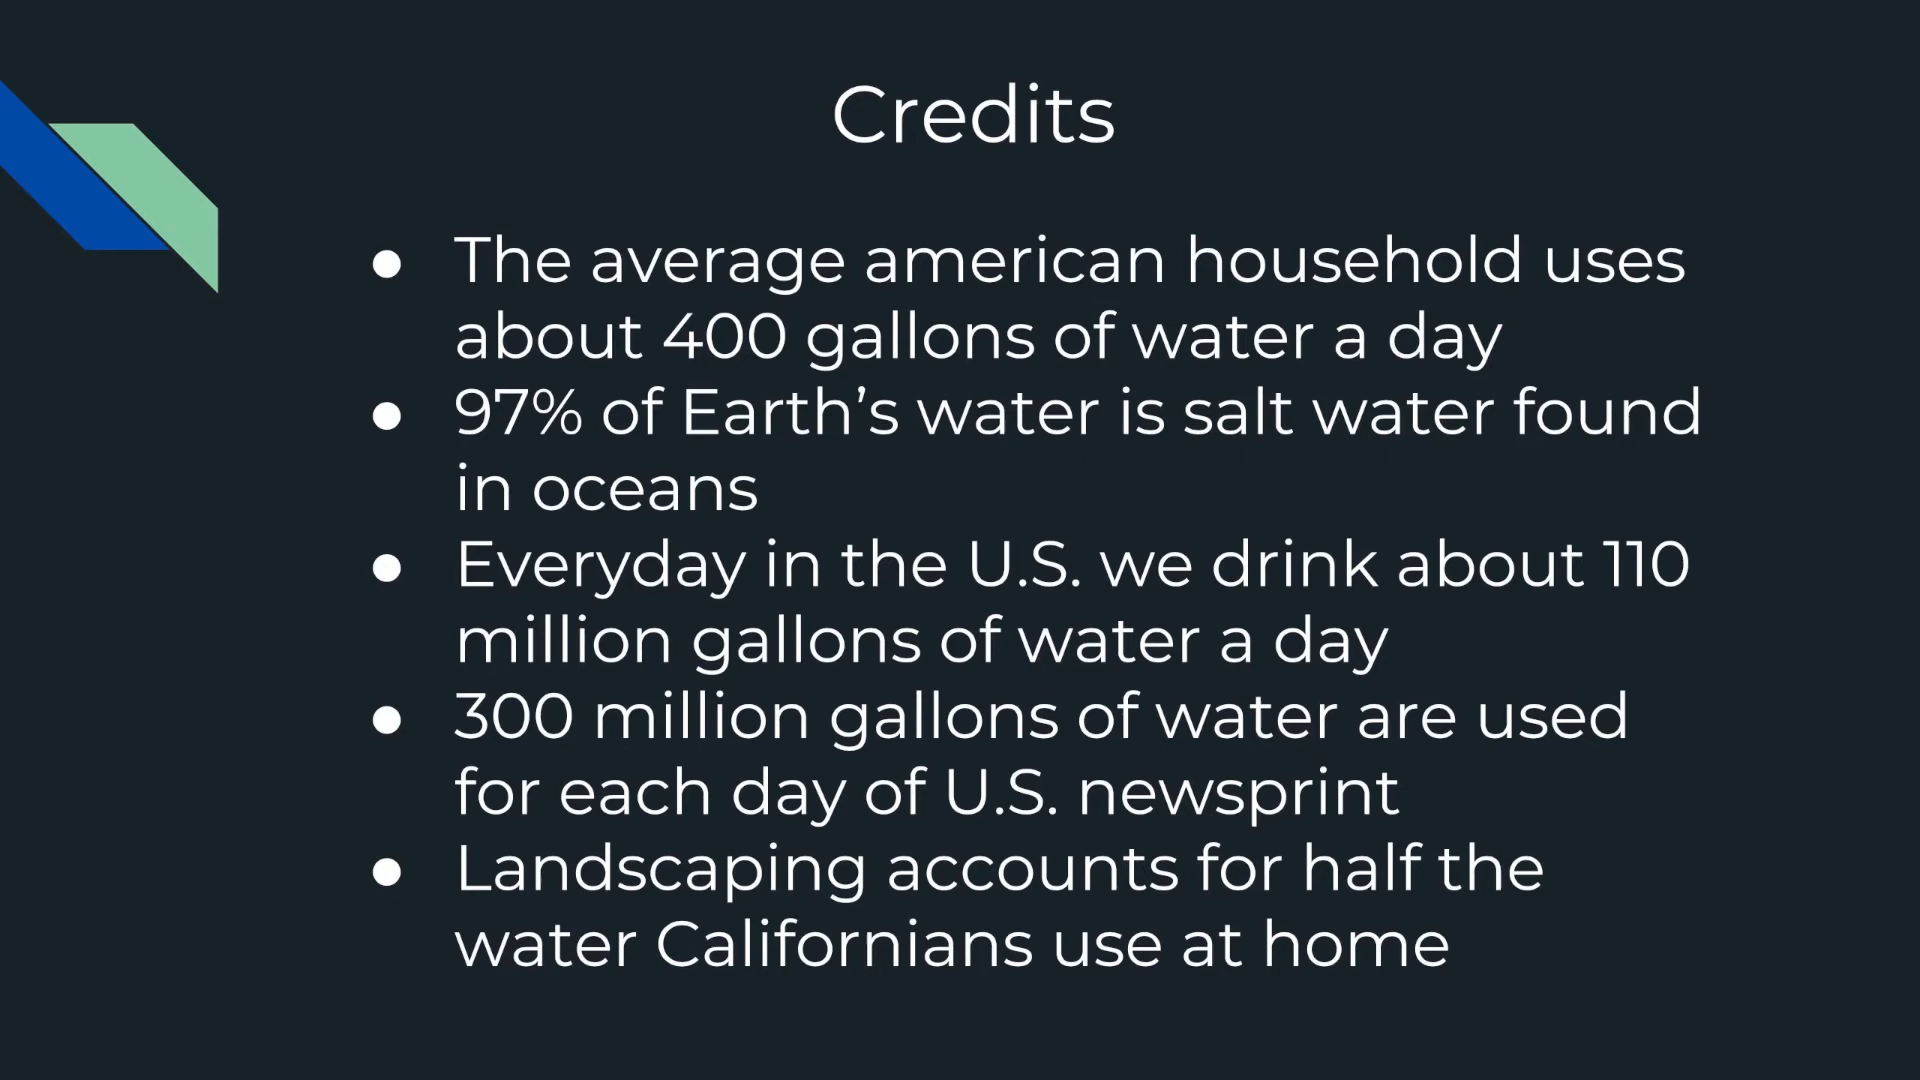 Credits
● The average american household uses
about 400 gallons of water a day
● 97% of Earth’s water is salt water found
in oceans
● Everyday in the U.S. we drink about 110
million gallons of water a day
● 300 million gallons of water are used
for each day of U.S. newsprint
● Landscaping accounts for half the
water Californians use at home